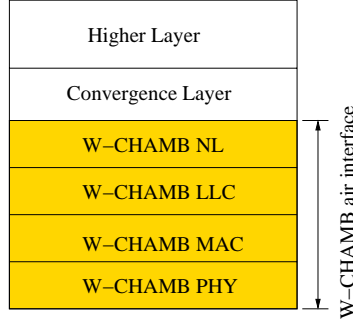 Higher Layer
Convergence Layer
W−CHAMB NL
W−CHAMB LLC
W−CHAMB MAC
W−CHAMB PHY
W−CHAMB air interface